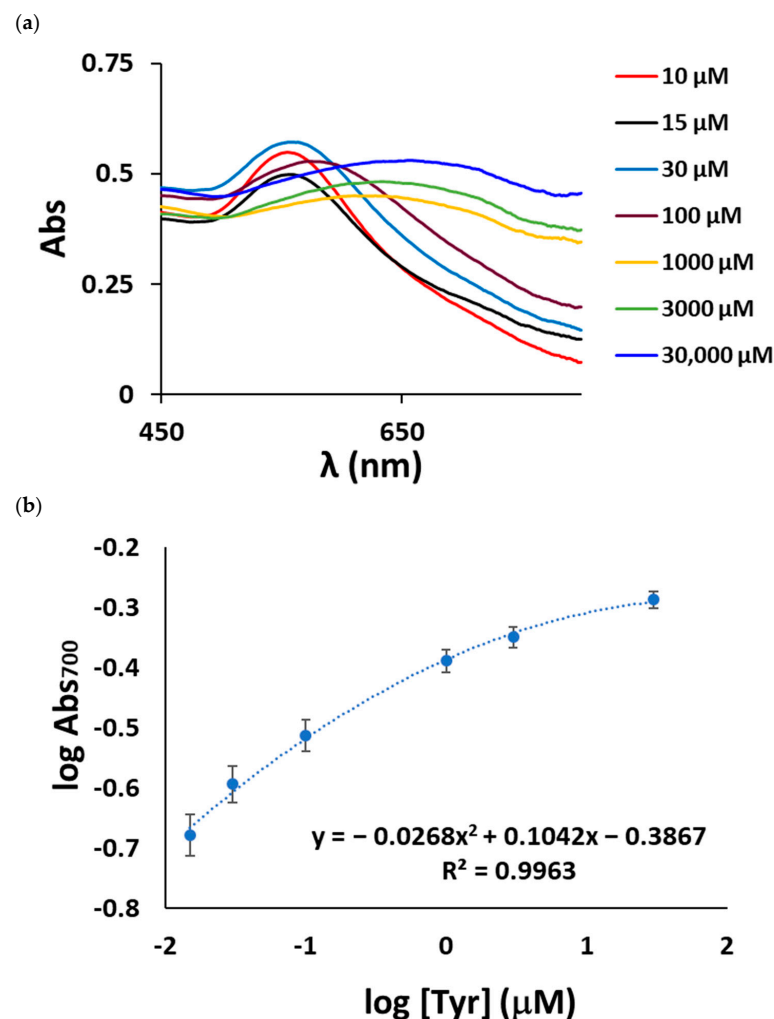 (a)
0.75
0.5
0.25
0
Abs
450
650
λ (nm)
10 µM
15 µM
30 µM
100 µM
1000 µM
3000 µM
30,000 µM
(b)
-0.2
-0.3
-0.4
-0.5
-0.6
-0.7
-0.8
log Abs₇₀₀
y = − 0.0268x² + 0.1042x − 0.3867
R² = 0.9963
-2
-1
0
1
2
log [Tyr] (µM)